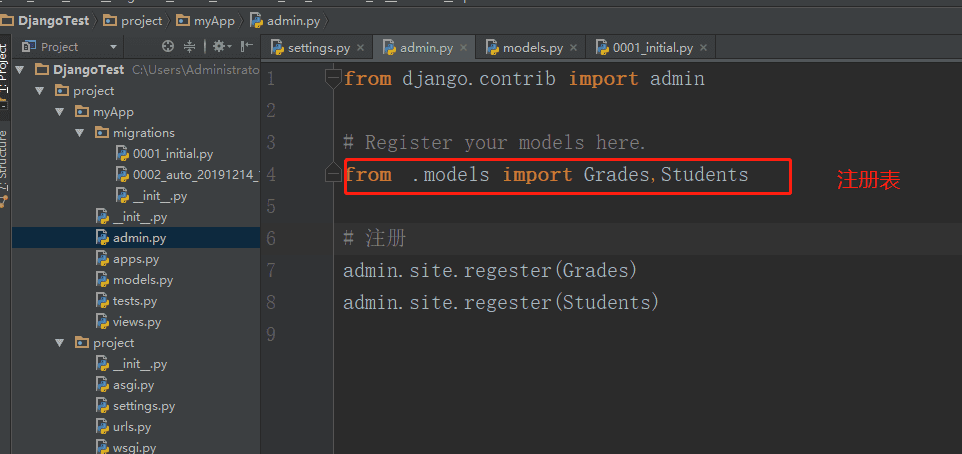 DjangoTest project myApp admin.py
Project
settings.py admin.py models.py 0001_initial.py
DjangoTest C:\Users\Administrato
project
myApp
migrations
0001_initial.py
0002_auto_20191214_
__init__.py
__init__.py
admin.py
apps.py
models.py
tests.py
views.py
project
__init__.py
asgi.py
settings.py
urls.py
wsgi.py
1: Project
7: Structure
1 from django.contrib import admin
2
3 # Register your models here.
4 from .models import Grades,Students
注册表
5
6 # 注册
7 admin.site.regester(Grades)
8 admin.site.regester(Students)
9